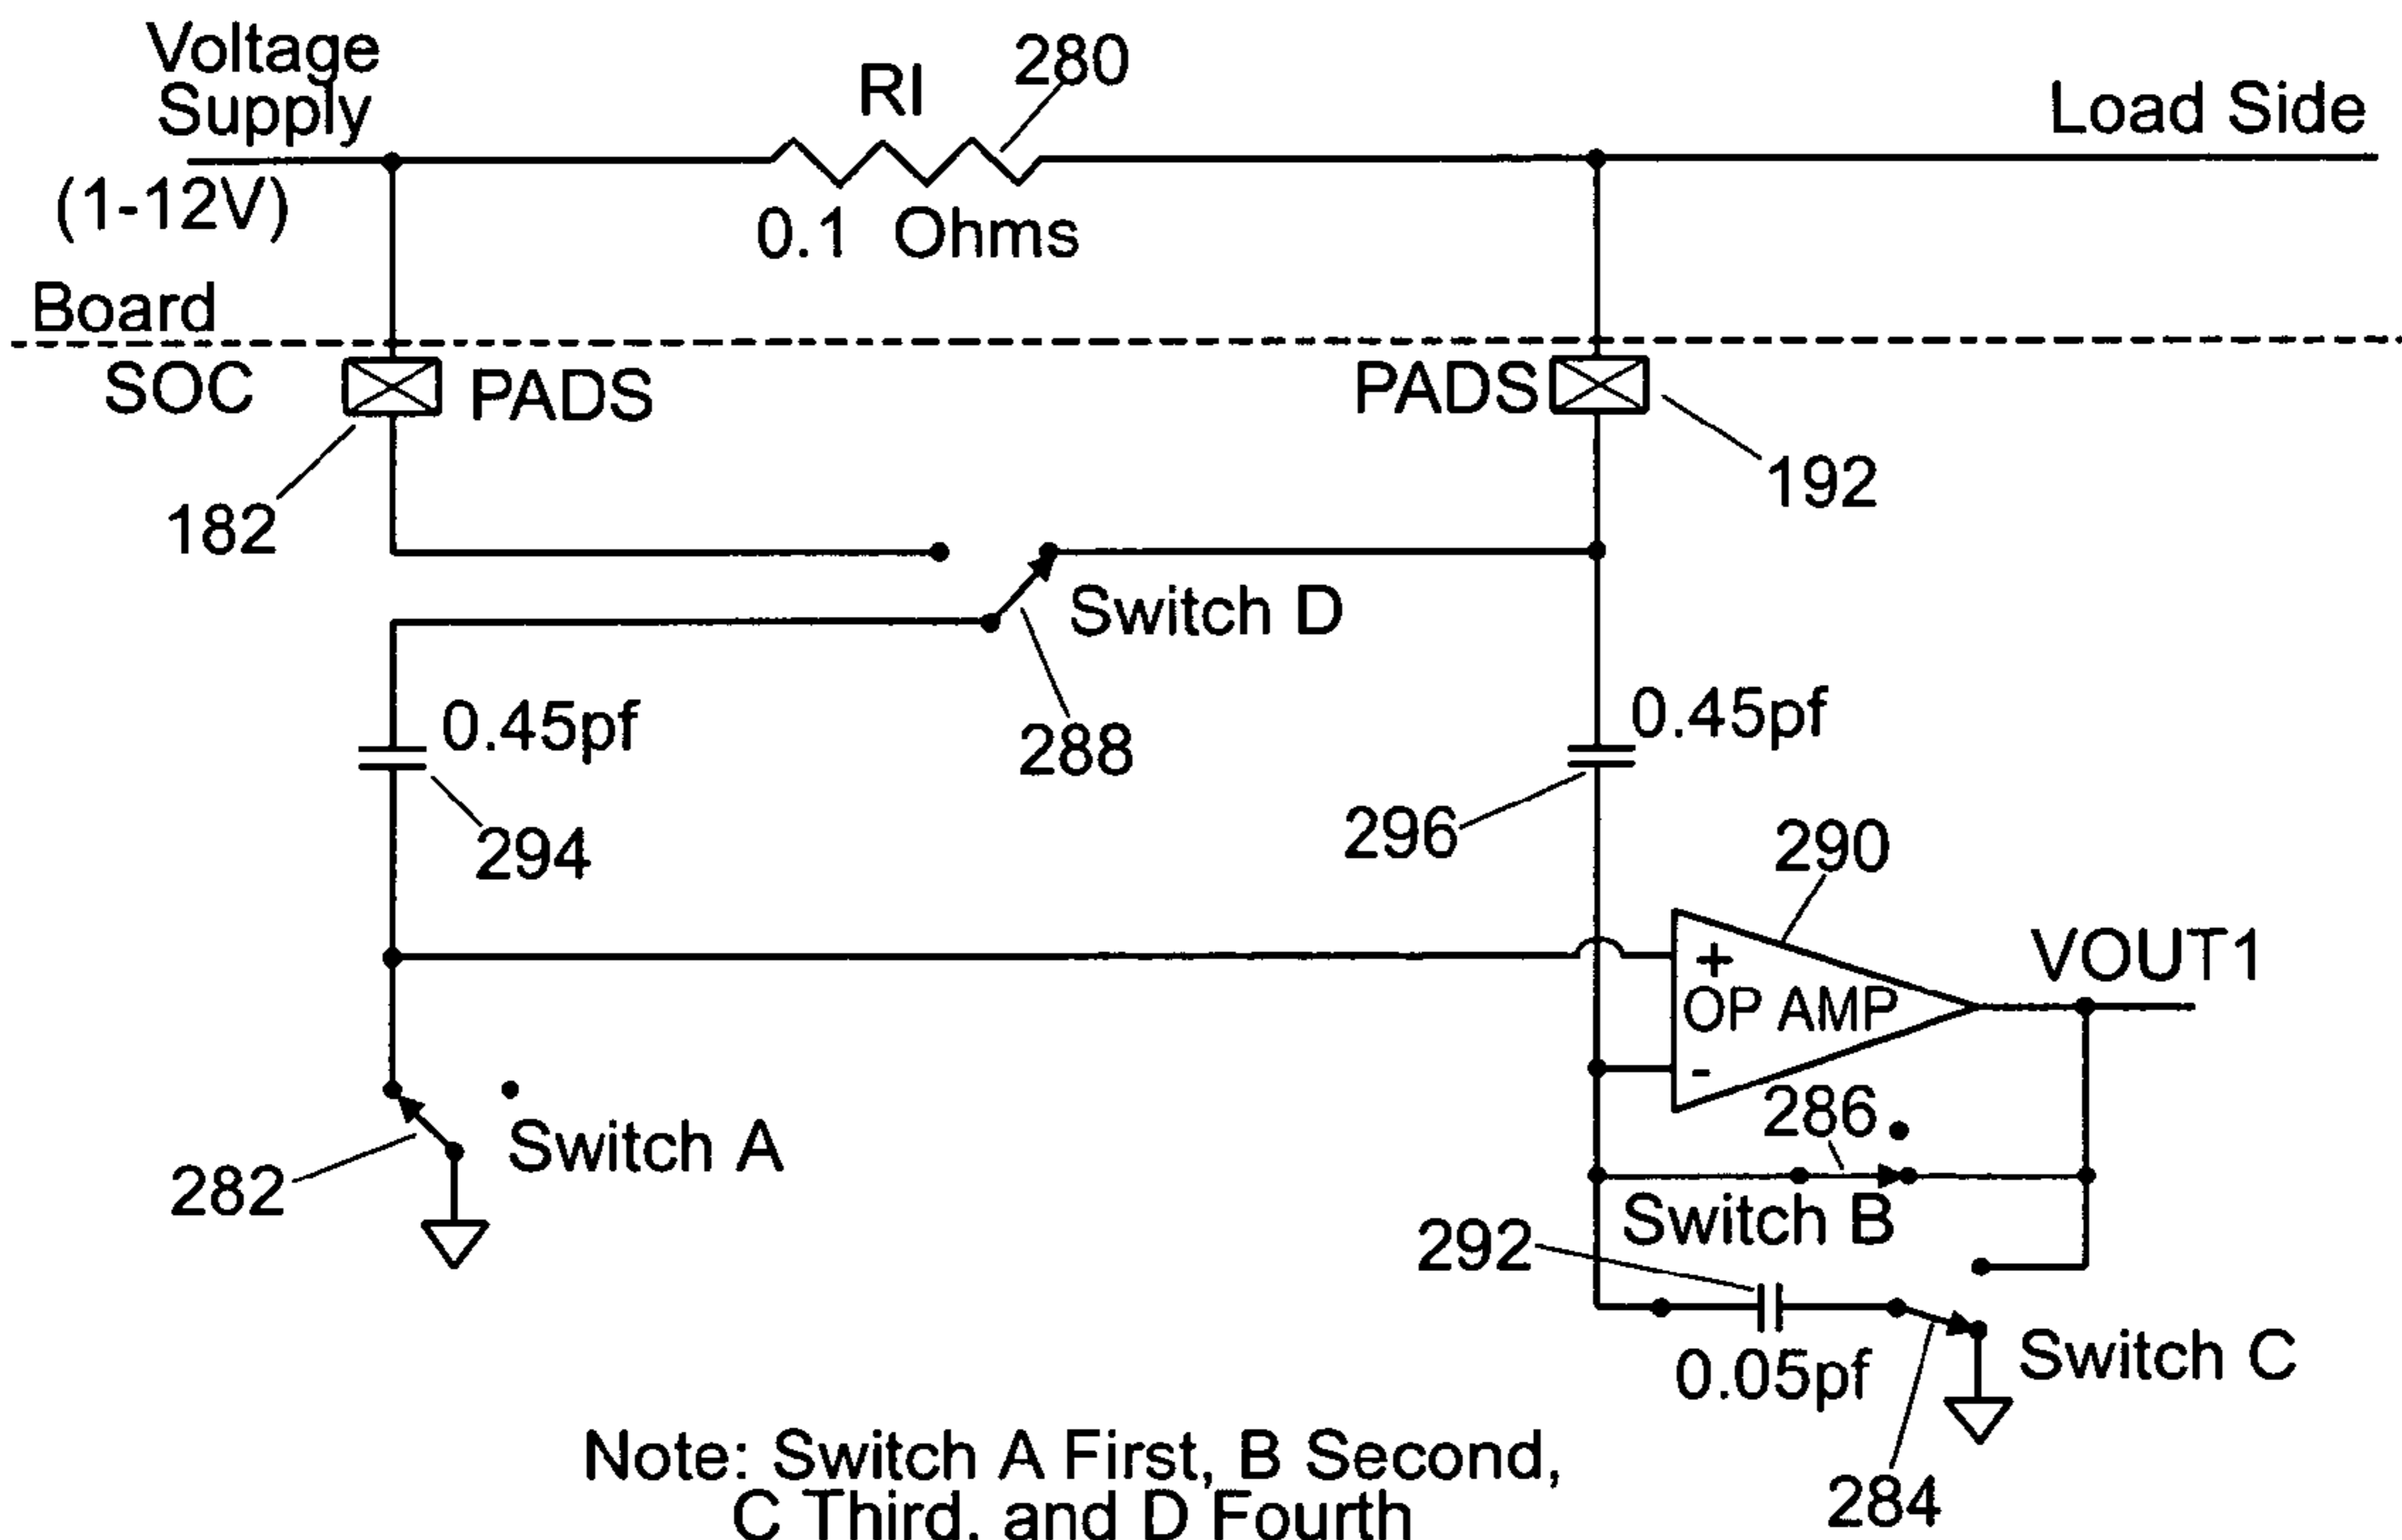 Voltage
Supply
(1-12V)
RI
280
0.1 Ohms
Load Side
Board
SOC
PADS
PADS
182
192
Switch D
288
0.45pf
294
0.45pf
296
290
+
OP AMP
-
VOUT1
282
Switch A
286
Switch B
292
0.05pf
Switch C
284
Note: Switch A First, B Second,
C Third, and D Fourth